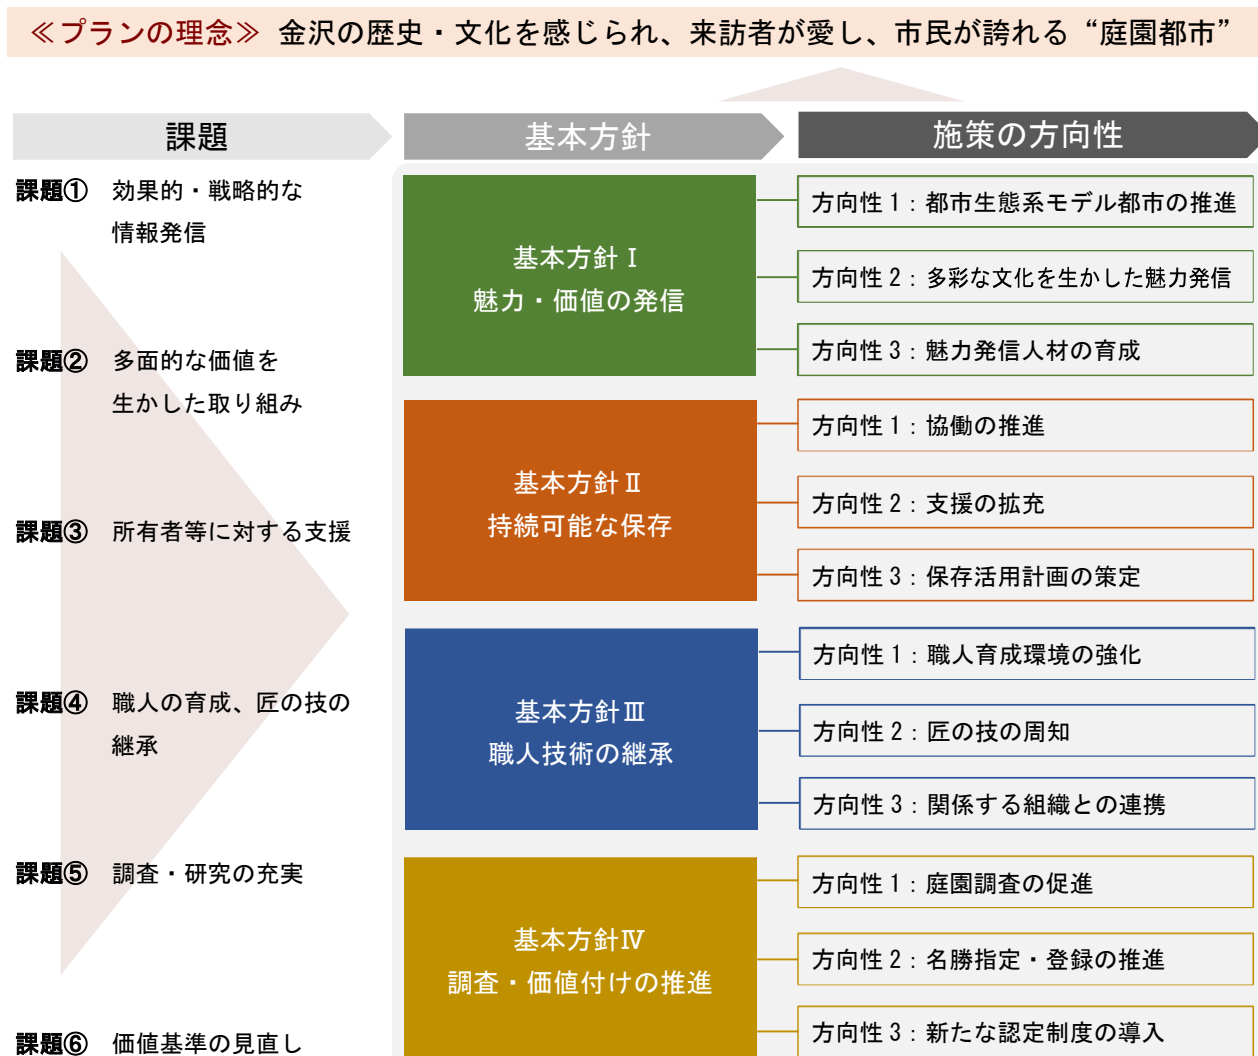 ≪プランの理念≫ 金沢の歴史・文化を感じられ、来訪者が愛し、市民が誇れる“庭園都市”
課題
基本方針
施策の方向性
課題① 効果的・戦略的な
情報発信
課題② 多面的な価値を
生かした取り組み
課題③ 所有者等に対する支援
課題④ 職人の育成、匠の技の
継承
課題⑤ 調査・研究の充実
課題⑥ 価値基準の見直し
基本方針Ⅰ
魅力・価値の発信
方向性1：都市生態系モデル都市の推進
方向性2：多彩な文化を生かした魅力発信
方向性3：魅力発信人材の育成
基本方針Ⅱ
持続可能な保存
方向性1：協働の推進
方向性2：支援の拡充
方向性3：保存活用計画の策定
基本方針Ⅲ
職人技術の継承
方向性1：職人育成環境の強化
方向性2：匠の技の周知
方向性3：関係する組織との連携
基本方針Ⅳ
調査・価値付けの推進
方向性1：庭園調査の促進
方向性2：名勝指定・登録の推進
方向性3：新たな認定制度の導入